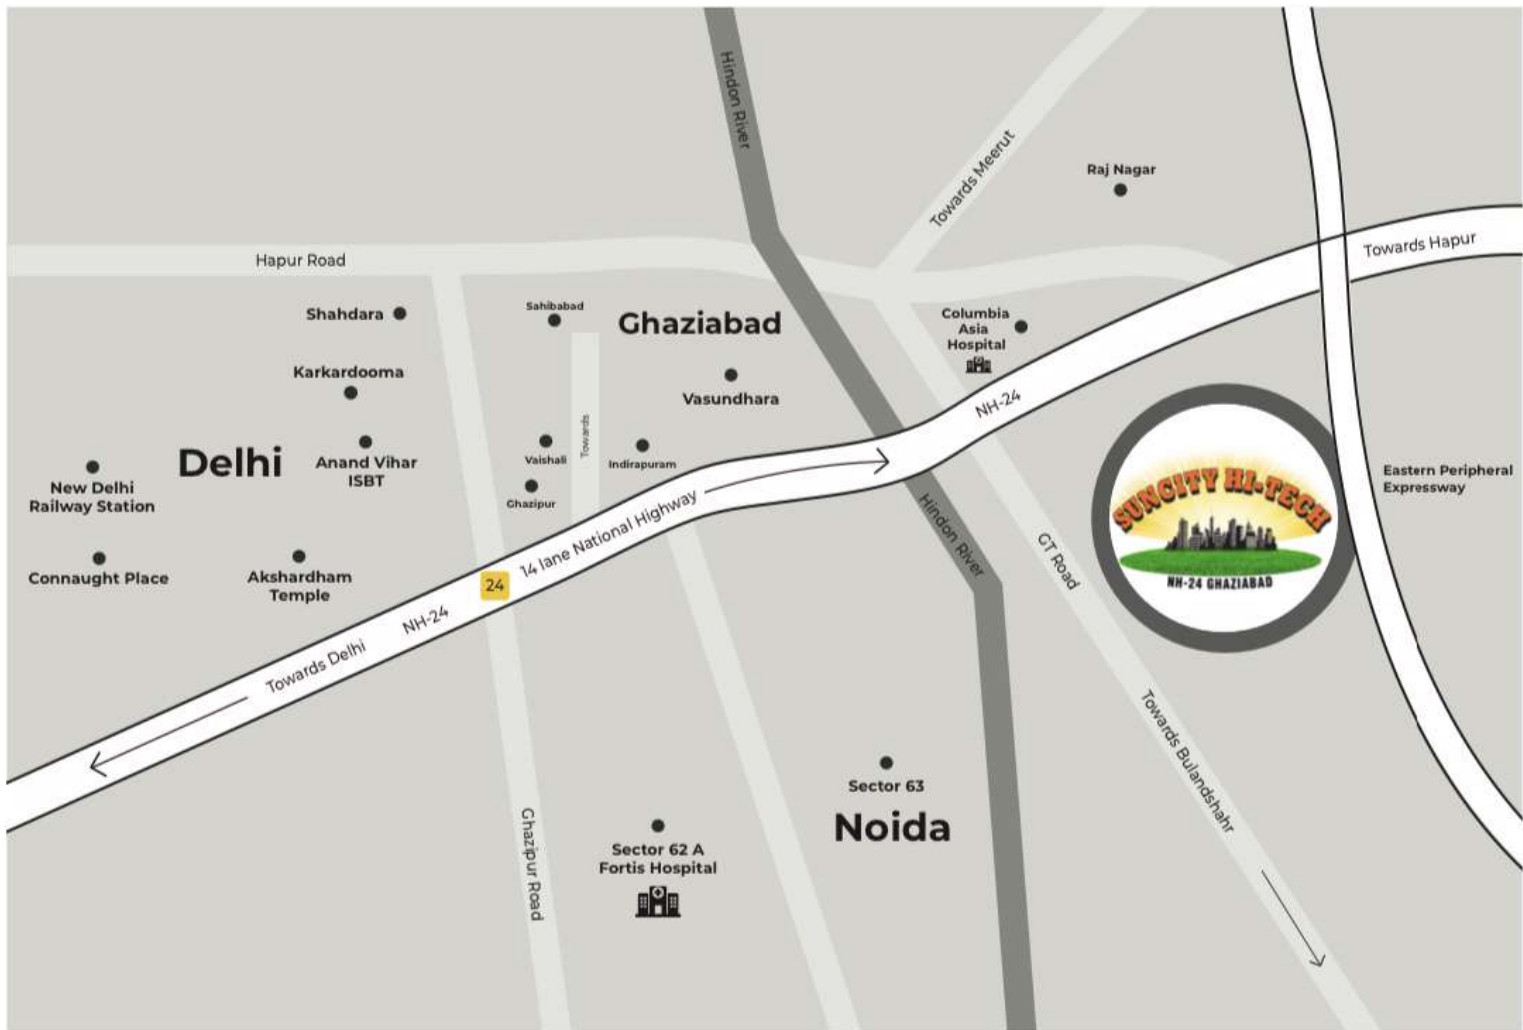 Hindon River
Towards Meerut
Raj Nagar
Towards Hapur
Hapur Road
Shahdara
Sahibabad
Ghaziabad
Columbia
Asia
Hospital
Karkardooma
Vasundhara
NH-24
Delhi
Anand Vihar
ISBT
Vaishali
Towards
Indirapuram
New Delhi
Railway Station
Ghazipur
SUNCITY HI-TECH
NH-24 GHAZIABAD
Eastern Peripheral
Expressway
14 lane National Highway
Hindon River
GT Road
Connaught Place
Akshardham
Temple
24
NH-24
Towards Delhi
Towards Bulandshahr
Sector 63
Noida
Sector 62 A
Fortis Hospital
Ghazipur Road